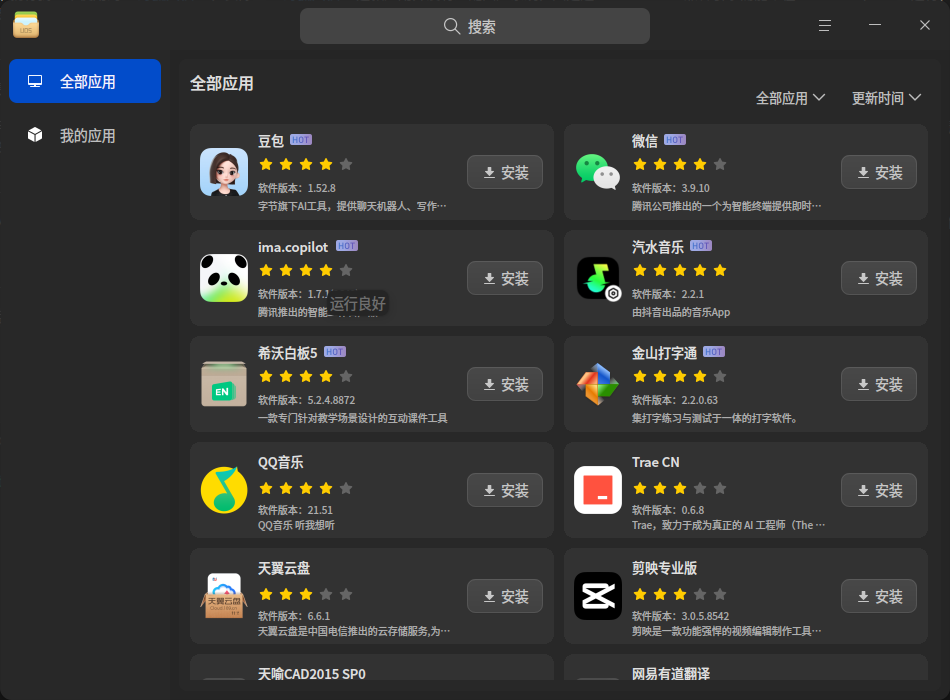 UOS
搜索
全部应用
我的应用
全部应用
全部应用
更新时间
豆包 HOT
软件版本：1.52.8
字节旗下AI工具，提供聊天机器人、写作…
安装
微信 HOT
软件版本：3.9.10
腾讯公司推出的一个为智能终端提供即时…
安装
ima.copilot HOT
软件版本：1.7.1
腾讯推出的智能
运行良好
安装
汽水音乐 HOT
软件版本：2.2.1
由抖音出品的音乐App
安装
EN
希沃白板5 HOT
软件版本：5.2.4.8872
一款专门针对教学场景设计的互动课件工具
安装
金山打字通 HOT
软件版本：2.2.0.63
集打字练习与测试于一体的打字软件。
安装
QQ音乐
软件版本：21.51
QQ音乐 听我想听
安装
Trae CN
软件版本：0.6.8
Trae，致力于成为真正的 AI 工程师（The …
安装
天翼云盘
天翼云盘
软件版本：6.6.1
天翼云盘是中国电信推出的云存储服务,为…
安装
剪映专业版
软件版本：3.0.5.8542
剪映是一款功能强悍的视频编辑制作工具…
安装
天喻CAD2015 SP0
网易有道翻译